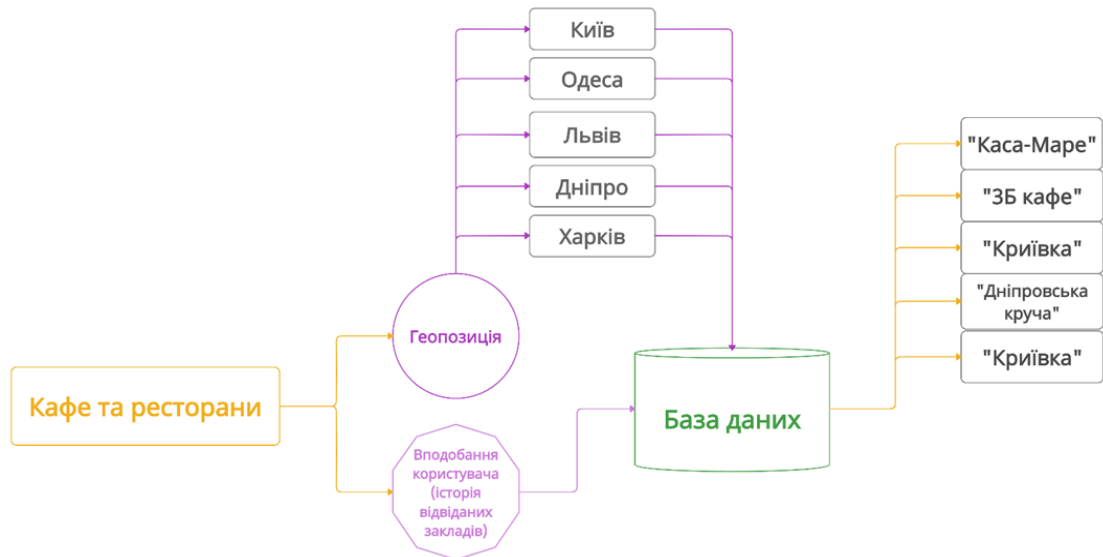 Київ
Одеса
Львів
Дніпро
Харків
Геопозиція
Кафе та ресторани
Вподобання
користувача
(історія
відвіданих
закладів)
База даних
"Каса-Маре"
"ЗБ кафе"
"Криївка"
"Дніпровська
круча"
"Криївка"